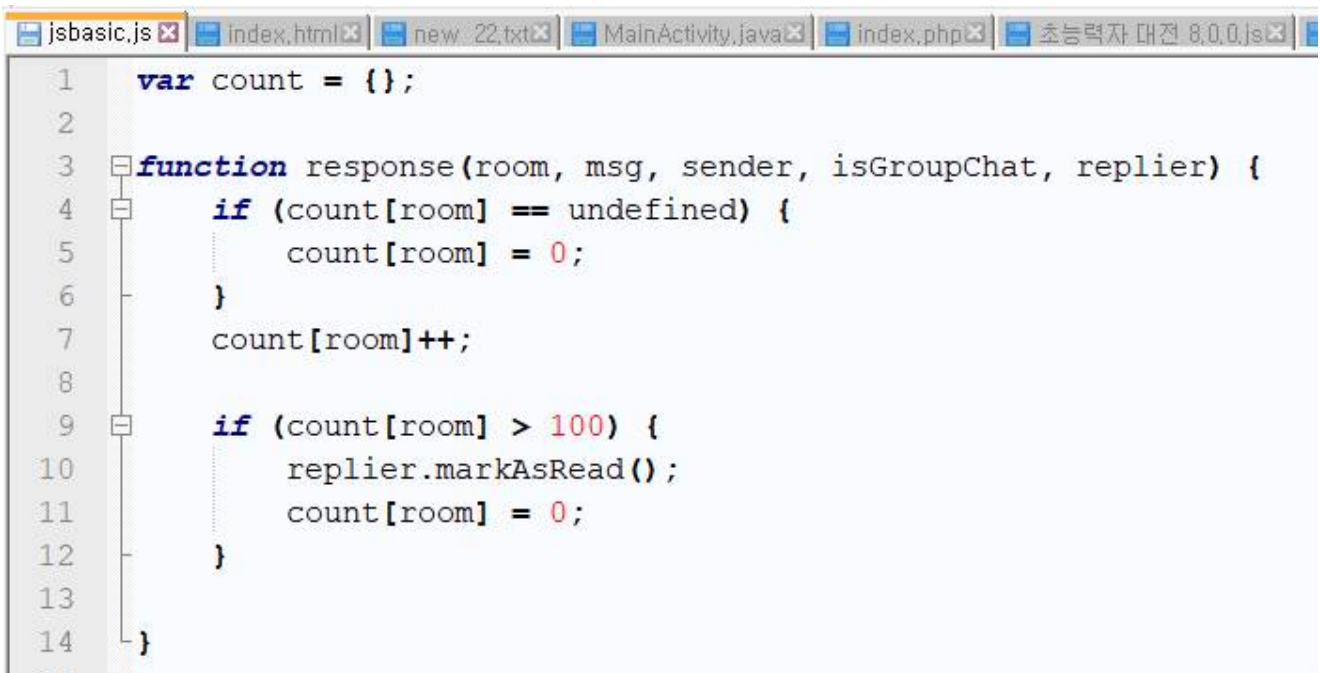 jsbasic.js index.html new 22.txt MainActivity.java index.php 초능력자 대전 8.0.0.js
1 var count = {};
2
3 function response(room, msg, sender, isGroupChat, replier) {
4 if (count[room] == undefined) {
5 count[room] = 0;
6 }
7 count[room]++;
8
9 if (count[room] > 100) {
10 replier.markAsRead();
11 count[room] = 0;
12 }
13
14 }